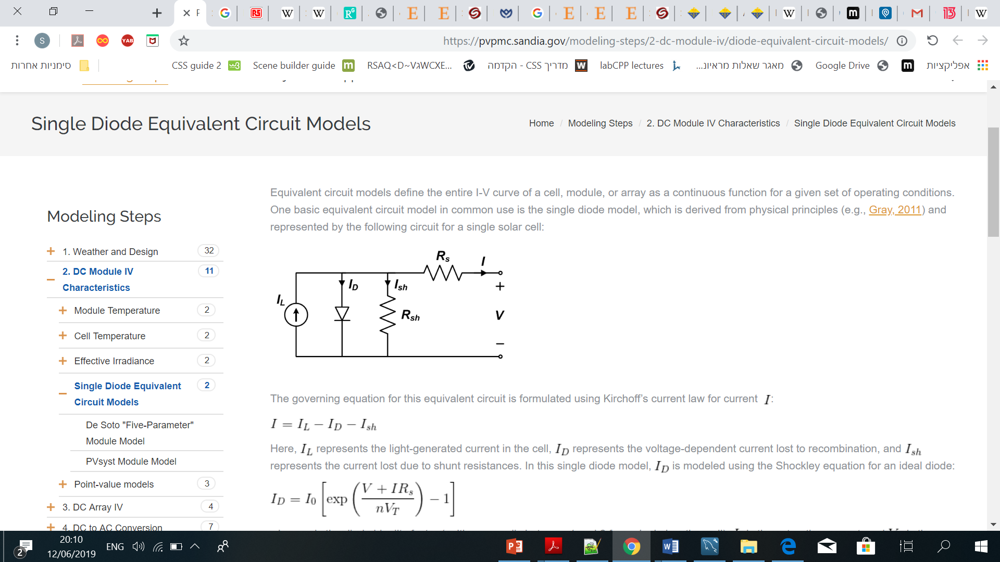 https://pvpmc.sandia.gov/modeling-steps/2-dc-module-iv/diode-equivalent-circuit-models/
סימניות אחרות
CSS guide 2
Scene builder guide
RSAQ<D~VגWCXE...
מדריך CSS - הקדמה
labCPP lectures
מאגר שאלות מראיונ...
Google Drive
אפליקציות
Single Diode Equivalent Circuit Models
Home / Modeling Steps / 2. DC Module IV Characteristics / Single Diode Equivalent Circuit Models
Modeling Steps
1. Weather and Design 32
2. DC Module IV 11
Characteristics
Module Temperature 2
Cell Temperature 2
Effective Irradiance 2
Single Diode Equivalent 2
Circuit Models
De Soto "Five-Parameter"
Module Model
PVsyst Module Model
Point-value models 3
3. DC Array IV 4
4. DC to AC Conversion 7
Equivalent circuit models define the entire I-V curve of a cell, module, or array as a continuous function for a given set of operating conditions.
One basic equivalent circuit model in common use is the single diode model, which is derived from physical principles (e.g., Gray, 2011) and
represented by the following circuit for a single solar cell:
Rs
I
ID
Ish
+
IL
Rsh
V
−
The governing equation for this equivalent circuit is formulated using Kirchoff’s current law for current I:
I = IL − ID − Ish
Here, IL represents the light-generated current in the cell, ID represents the voltage-dependent current lost to recombination, and Ish
represents the current lost due to shunt resistances. In this single diode model, ID is modeled using the Shockley equation for an ideal diode:
ID = I0 [exp ((V + IRs) / nVT) − 1]
20:10
12/06/2019
ENG
2